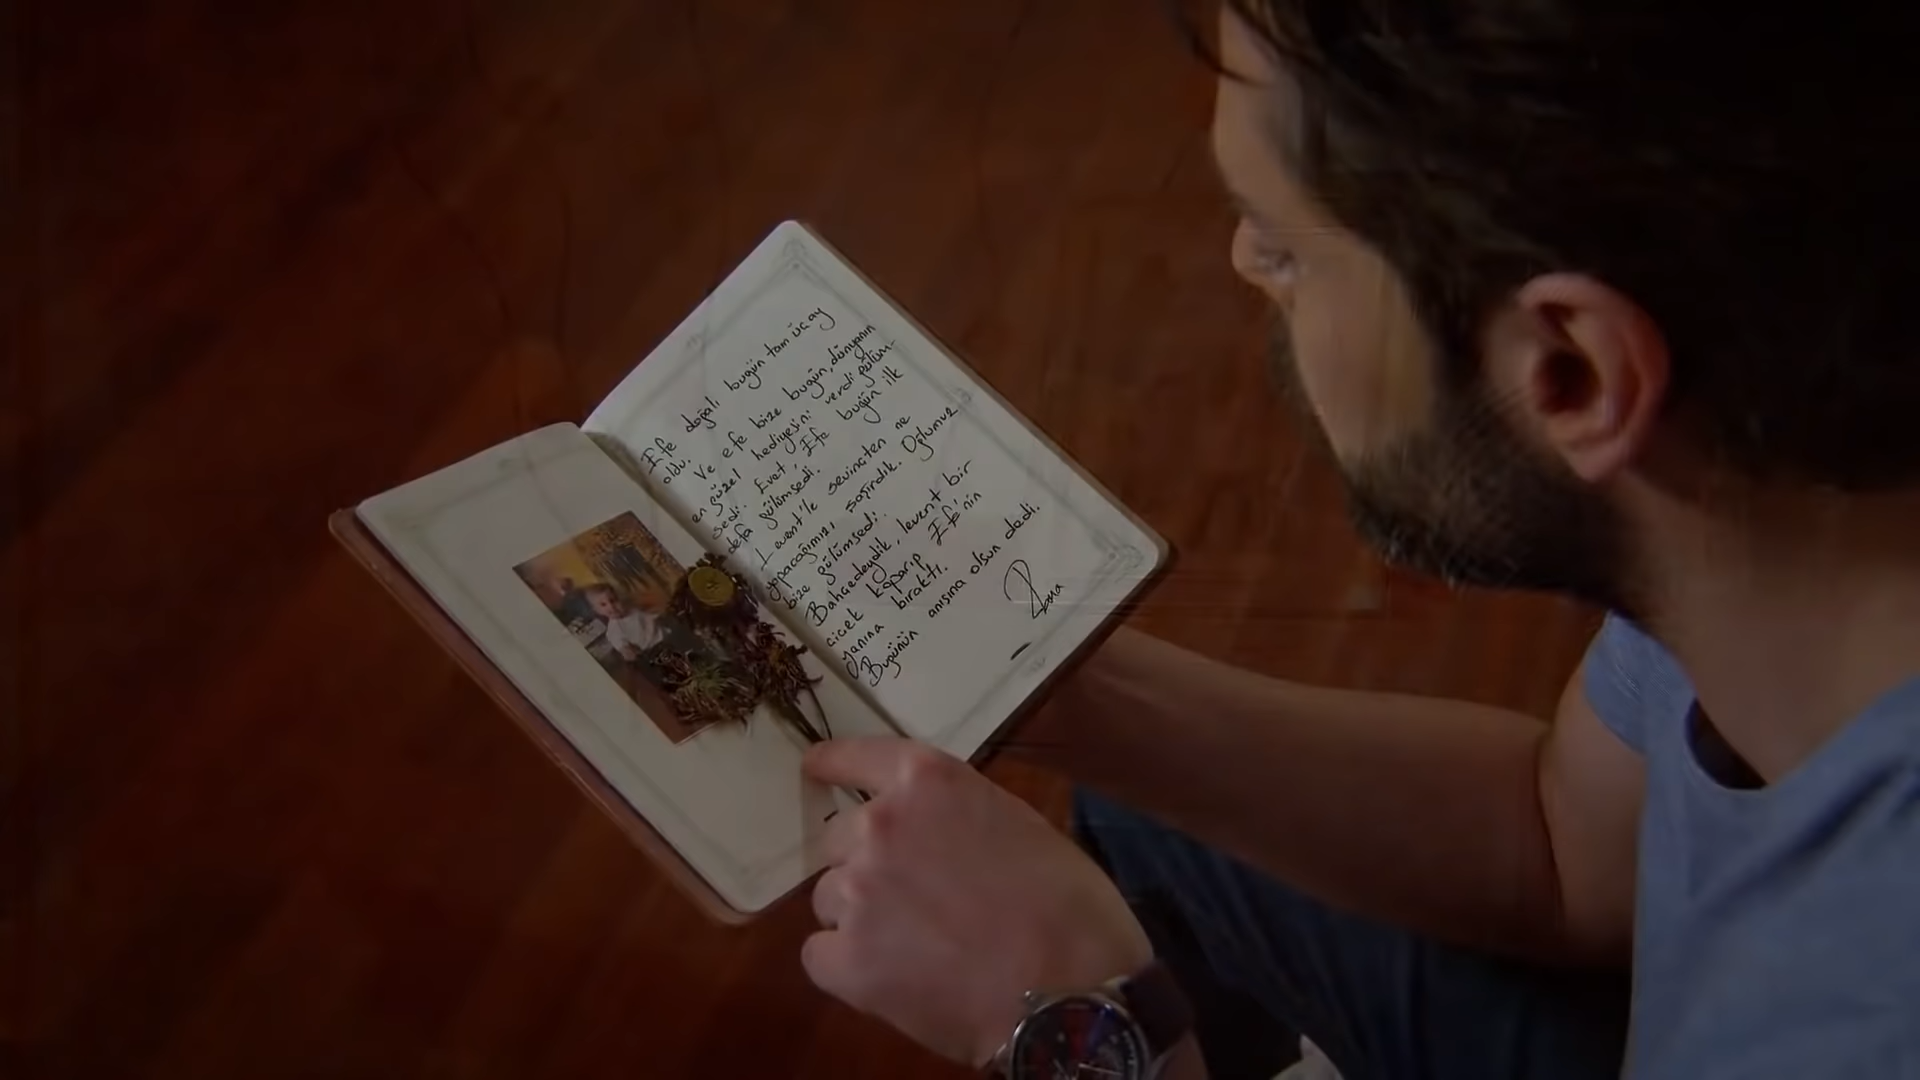 Efe doğalı bugün tam üç ay
oldu.
Ve efe bize bugün, dünyanın
en güzel hediyesini verdi gülüm-
sedi. Evet, Efe bugün ilk
defa gülümsedi.
Levent'le sevinçten ne
yapacağımızı şaşırdık. Oğlumuz
bize gülümsedi.
Bahçedeydik, levent bir
çiçek koparıp Efe'nin
yanına bıraktı.
Bugünün anısına olsun dedi.